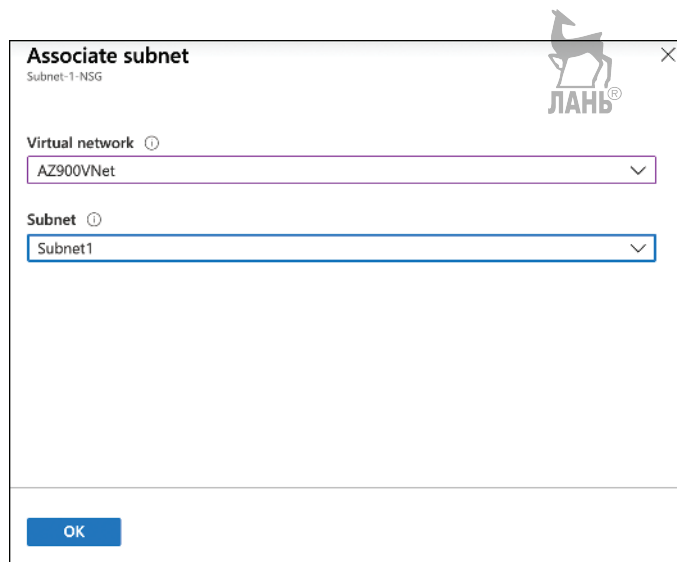 Associate subnet
Subnet-1-NSG
ЛАНЬ®
Virtual network
AZ900VNet
Subnet
Subnet1
OK